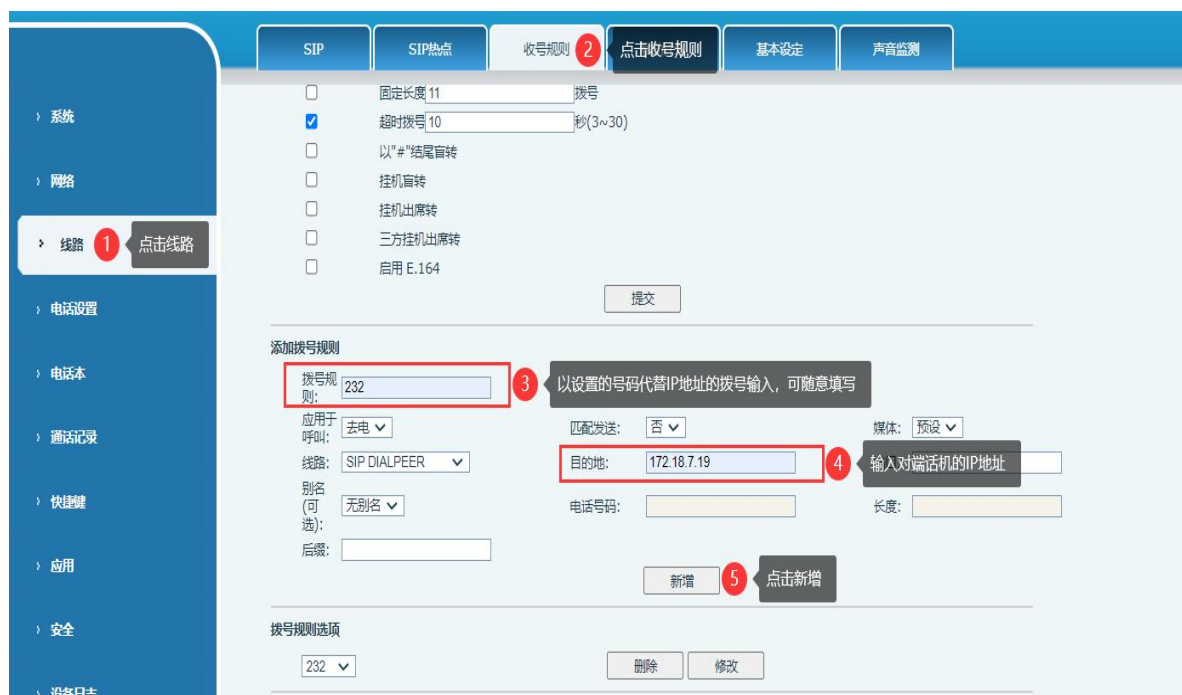 SIP SIP热点 收号规则 2 点击收号规则 基本设定 声音监测
系统
网络
线路 1 点击线路
电话设置
电话本
通话记录
快捷键
应用
安全
设备日志
固定长度 11 拨号
超时拨号 10 秒(3~30)
以"#"结尾盲转
挂机盲转
挂机出席转
三方挂机出席转
启用 E.164
提交
添加拨号规则
拨号规
则: 232 3 以设置的号码代替IP地址的拨号输入，可随意填写
应用于
呼叫: 去电 匹配发送: 否 媒体: 预设
线路: SIP DIALPEER 目的地: 172.18.7.19 4 输入对端话机的IP地址
别名
(可
选): 无别名 电话号码: 长度:
后缀:
新增 5 点击新增
拨号规则选项
232 删除 修改